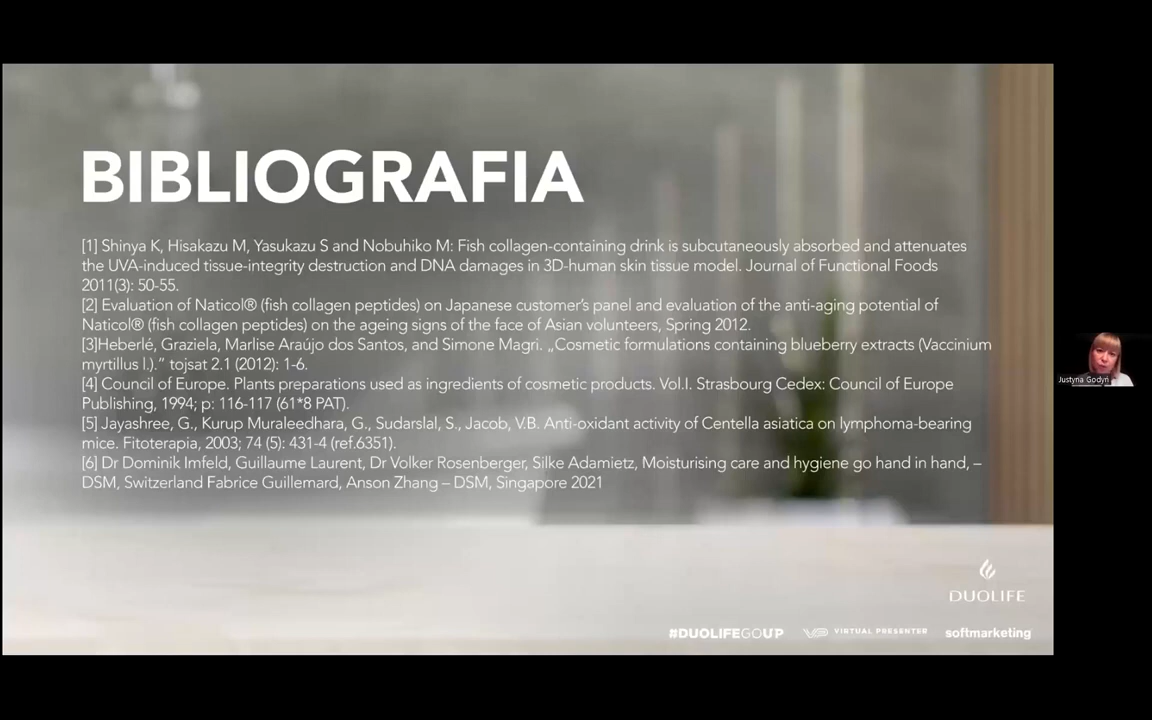 BIBLIOGRAFIA
[1] Shinya K, Hisakazu M, Yasukazu S and Nobuhiko M: Fish collagen-containing drink is subcutaneously absorbed and attenuates
the UVA-induced tissue-integrity destruction and DNA damages in 3D-human skin tissue model. Journal of Functional Foods
2011(3): 50-55.
[2] Evaluation of Naticol® (fish collagen peptides) on Japanese customer's panel and evaluation of the anti-aging potential of
Naticol® (fish collagen peptides) on the ageing signs of the face of Asian volunteers, Spring 2012.
[3]Heberlé, Graziela, Marlise Araújo dos Santos, and Simone Magri. „Cosmetic formulations containing blueberry extracts (Vaccinium
myrtillus l.).” tojsat 2.1 (2012): 1-6.
[4] Council of Europe. Plants preparations used as ingredients of cosmetic products. Vol.I. Strasbourg Cedex: Council of Europe
Publishing, 1994; p: 116-117 (61*8 PAT).
[5] Jayashree, G., Kurup Muraleedhara, G., Sudarslal, S., Jacob, V.B. Anti-oxidant activity of Centella asiatica on lymphoma-bearing
mice. Fitoterapia, 2003; 74 (5): 431-4 (ref.6351).
[6] Dr Dominik Imfeld, Guillaume Laurent, Dr Volker Rosenberger, Silke Adamietz, Moisturising care and hygiene go hand in hand, –
DSM, Switzerland Fabrice Guillemard, Anson Zhang – DSM, Singapore 2021
Justyna Godyń
DUOLIFE
#DUOLIFEGOUP VIRTUAL PRESENTER softmarketing